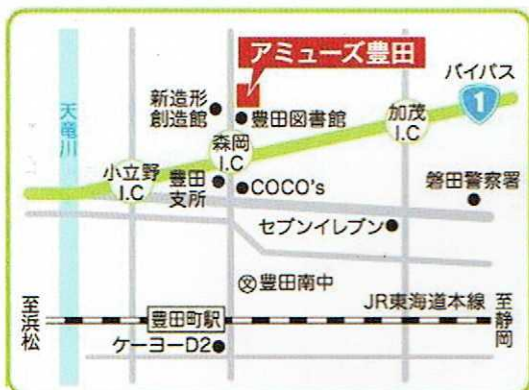 アミューズ豊田
バイパス
1
新造形
創造館
豊田図書館
加茂
I.C
天竜川
森岡
I.C
小立野
I.C
豊田
支所
COCO's
磐田警察署
セブンイレブン
文豊田南中
JR東海道本線
至浜松
豊田町駅
至静岡
ケーヨーD2